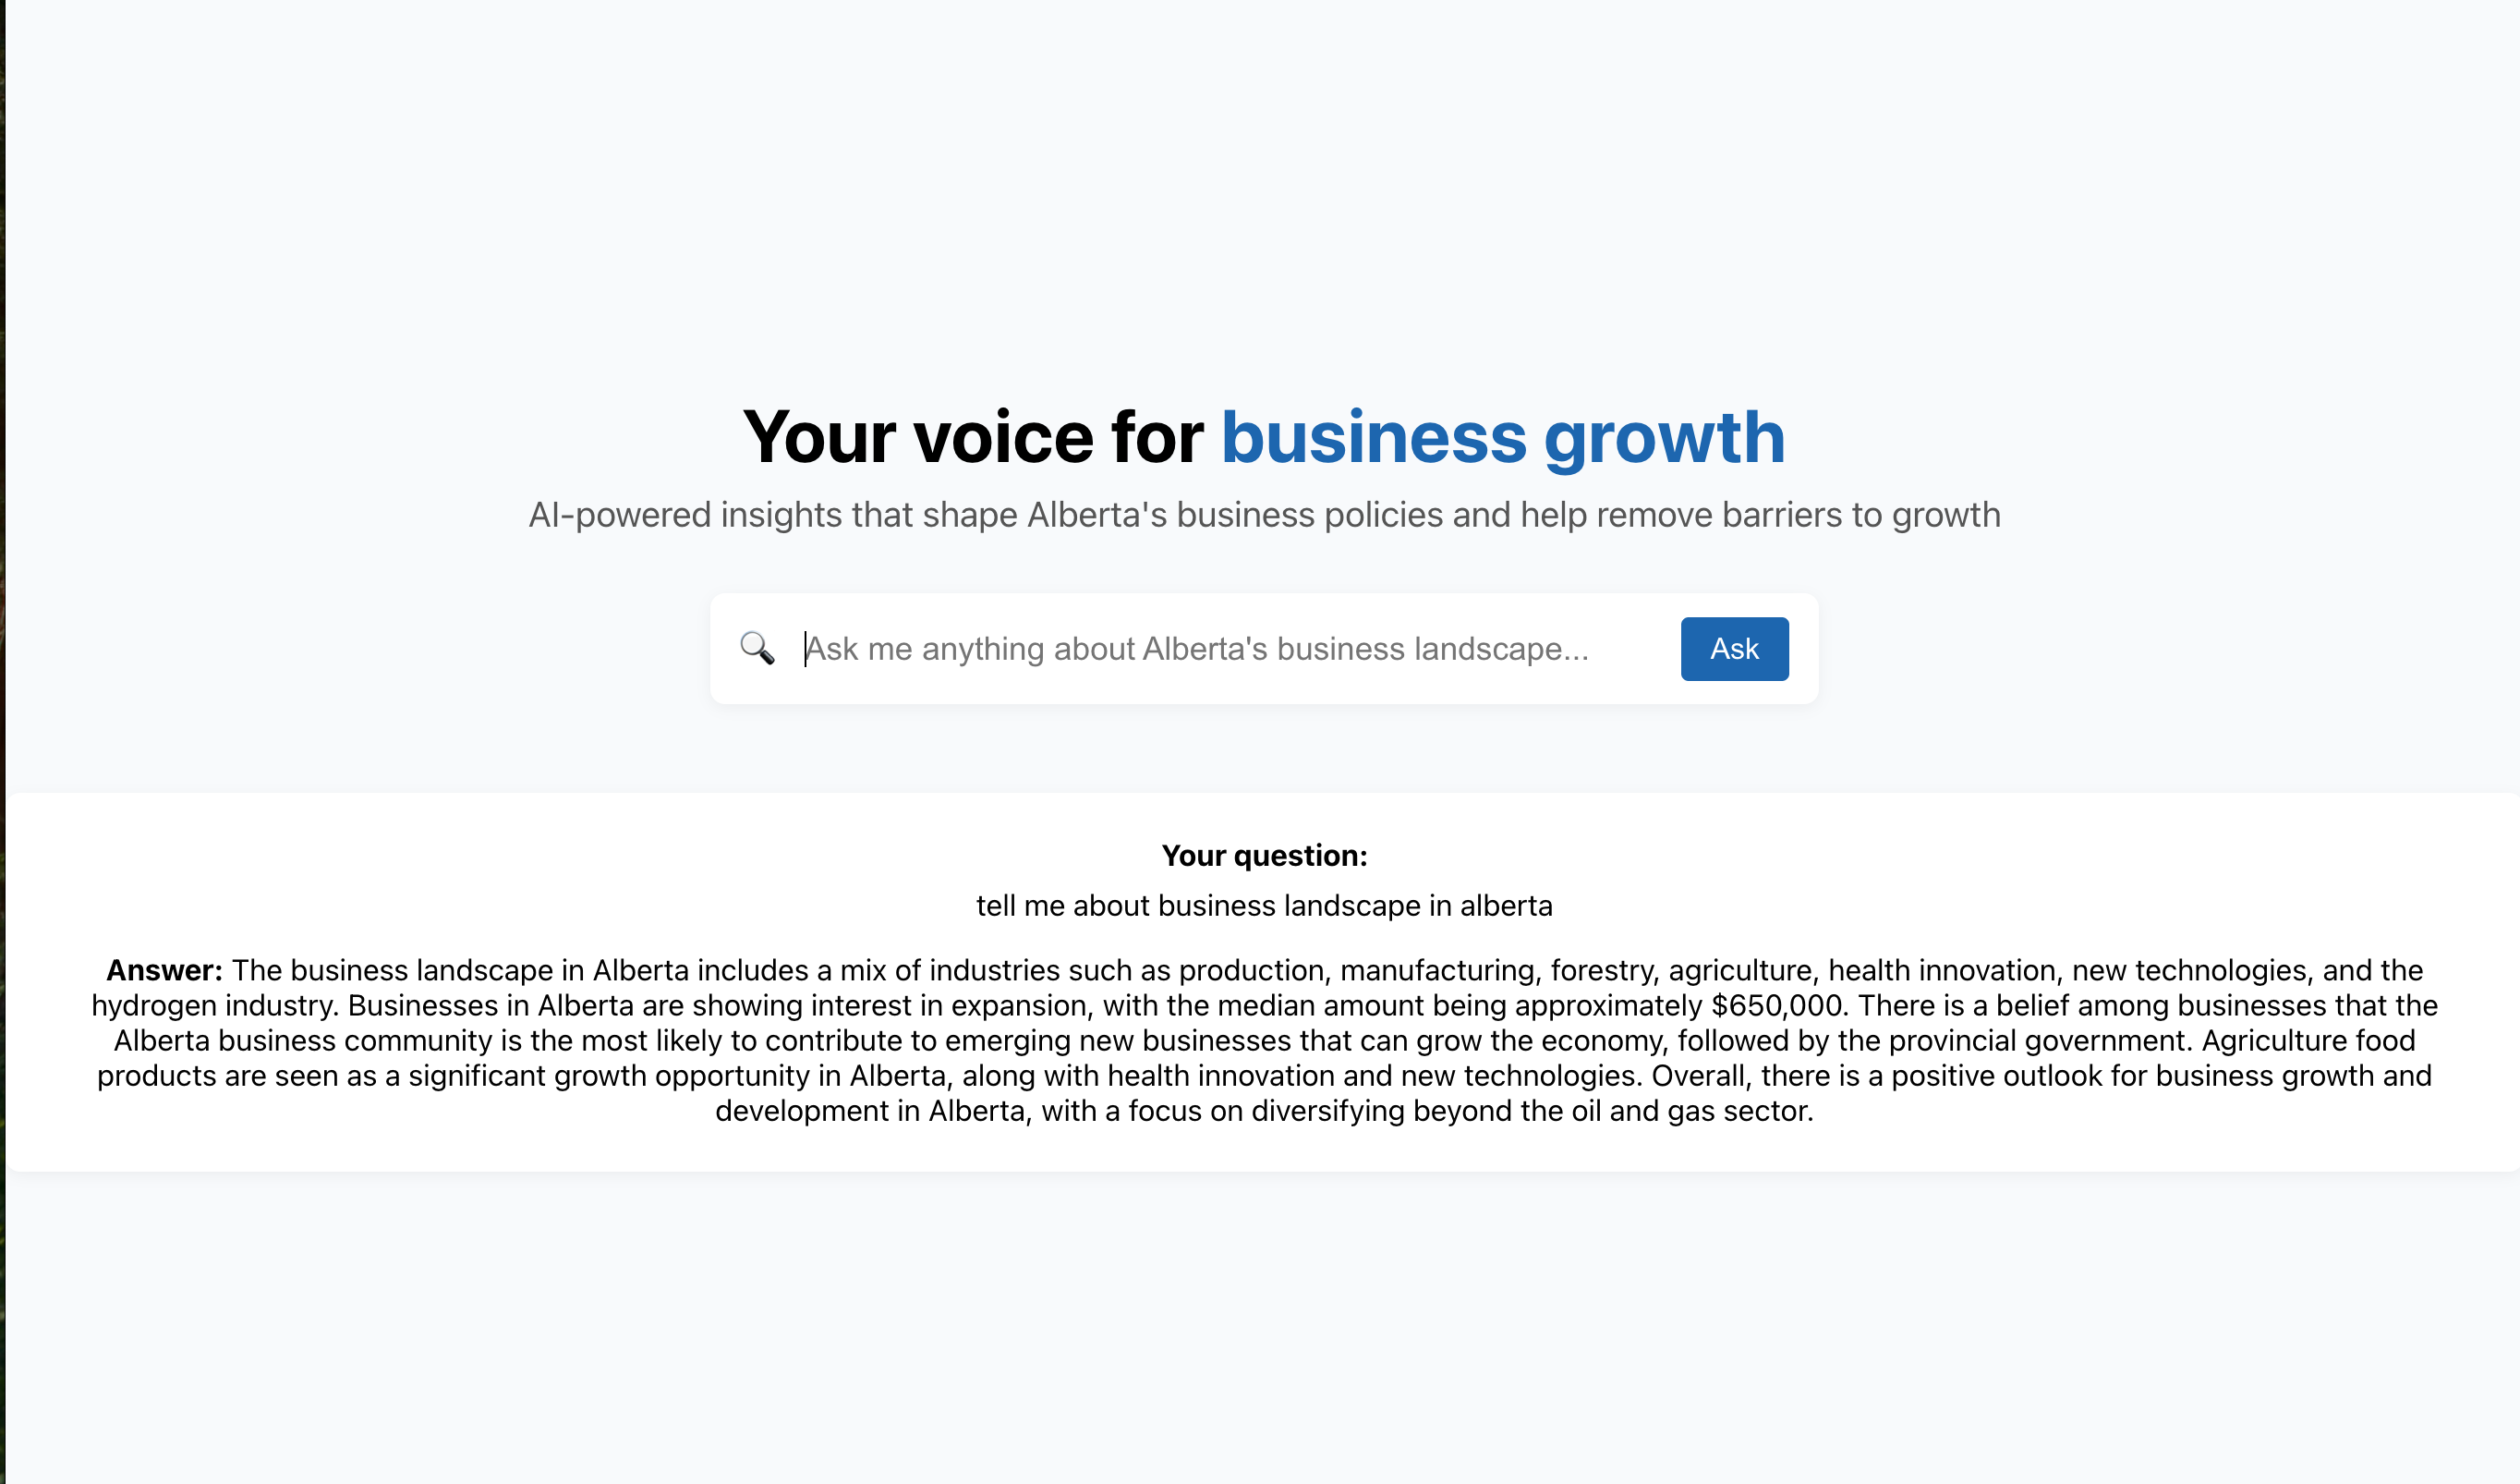 Your voice for business growth
AI-powered insights that shape Alberta's business policies and help remove barriers to growth
Ask me anything about Alberta's business landscape...
Ask
Your question:
tell me about business landscape in alberta
Answer: The business landscape in Alberta includes a mix of industries such as production, manufacturing, forestry, agriculture, health innovation, new technologies, and the
hydrogen industry. Businesses in Alberta are showing interest in expansion, with the median amount being approximately $650,000. There is a belief among businesses that the
Alberta business community is the most likely to contribute to emerging new businesses that can grow the economy, followed by the provincial government. Agriculture food
products are seen as a significant growth opportunity in Alberta, along with health innovation and new technologies. Overall, there is a positive outlook for business growth and
development in Alberta, with a focus on diversifying beyond the oil and gas sector.